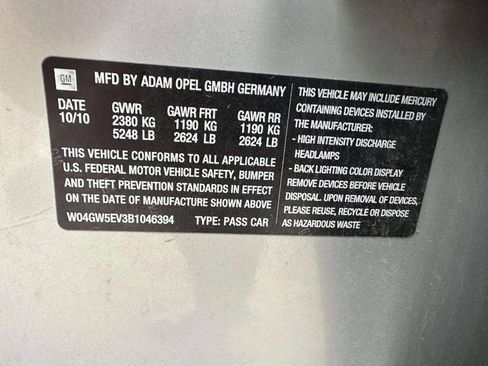 GM
MFD BY ADAM OPEL GMBH GERMANY
DATE GVWR GAWR FRT GAWR RR
10/10 2380 KG 1190 KG 1190 KG
5248 LB 2624 LB 2624 LB
THIS VEHICLE CONFORMS TO ALL APPLICABLE
U.S. FEDERAL MOTOR VEHICLE SAFETY, BUMPER
AND THEFT PREVENTION STANDARDS IN EFFECT
ON THE DATE OF MANUFACTURE SHOWN ABOVE
W04GW5EV3B1046394 TYPE: PASS CAR
THIS VEHICLE MAY INCLUDE MERCURY
CONTAINING DEVICES INSTALLED BY
THE MANUFACTURER:
- HIGH INTENSITY DISCHARGE
HEADLAMPS
- BACK LIGHTING COLOR DISPLAY
REMOVE DEVICES BEFORE VEHICLE
DISPOSAL. UPON REMOVAL OF DEVICES
PLEASE REUSE, RECYCLE OR DISPOSE
AS HAZARDOUS WASTE